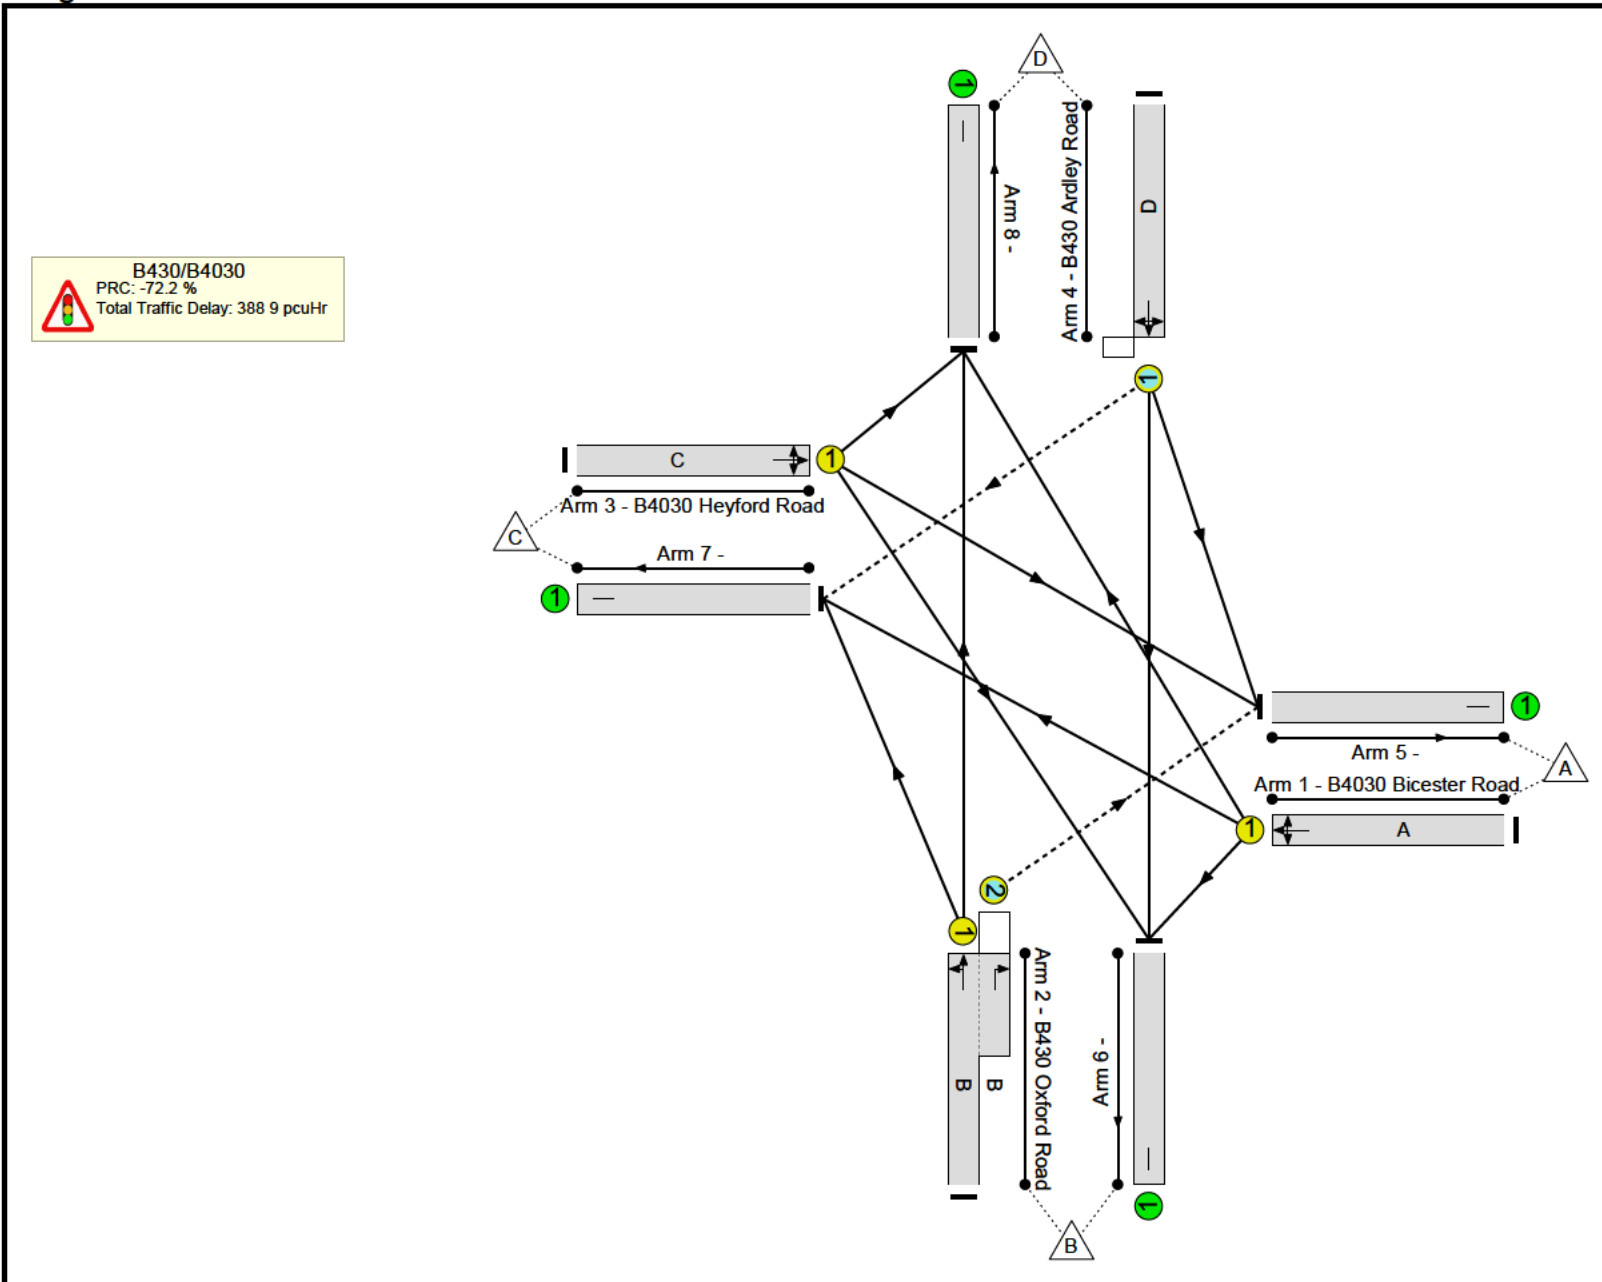 D
1
Arm 8 -
Arm 4 - B430 Ardley Road
D
B430/B4030
PRC: -72.2 %
Total Traffic Delay: 388 9 pcuHr
1
C
1
Arm 3 - B4030 Heyford Road
C
Arm 7 -
1
1
Arm 5 -
A
Arm 1 - B4030 Bicester Road
1
A
2
1
Arm 2 - B430 Oxford Road
Arm 6 -
B
B
1
B